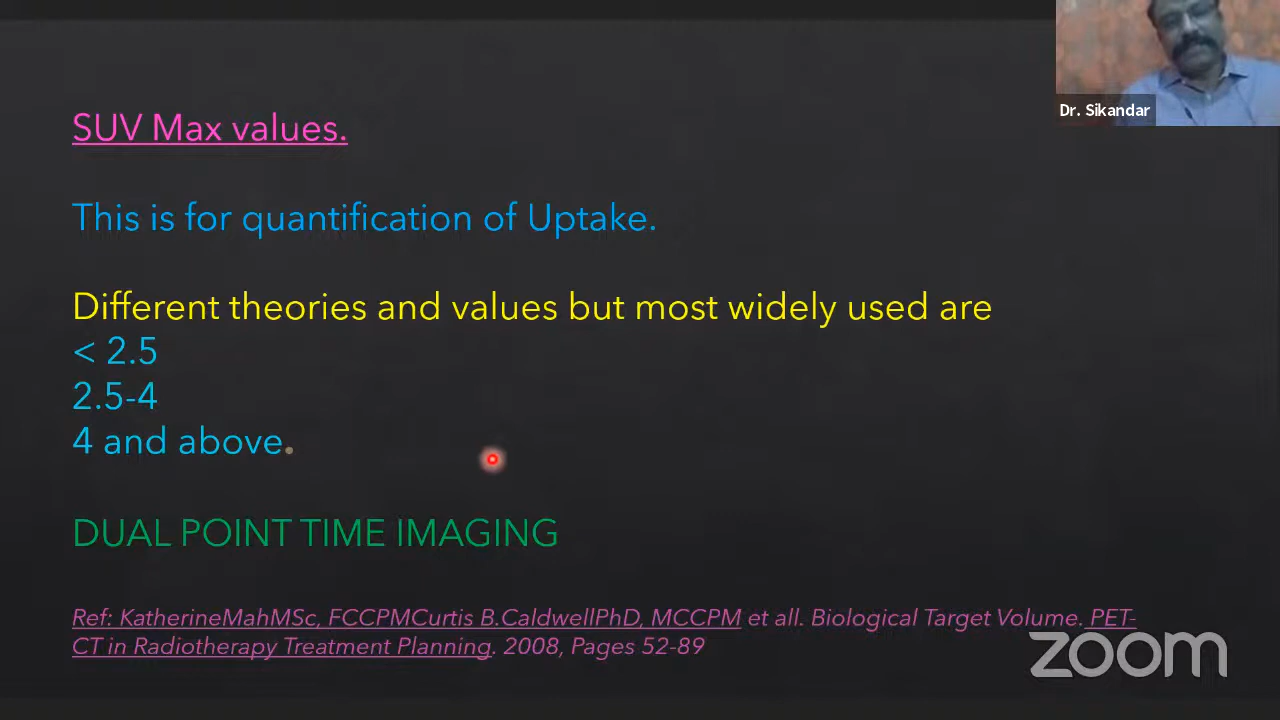 Dr. Sikandar
SUV Max values.
This is for quantification of Uptake.
Different theories and values but most widely used are
< 2.5
2.5-4
4 and above.
DUAL POINT TIME IMAGING
Ref: KatherineMahMSc, FCCPMCurtis B.CaldwellPhD, MCCPM et all. Biological Target Volume. PET-
CT in Radiotherapy Treatment Planning. 2008, Pages 52-89
zoom